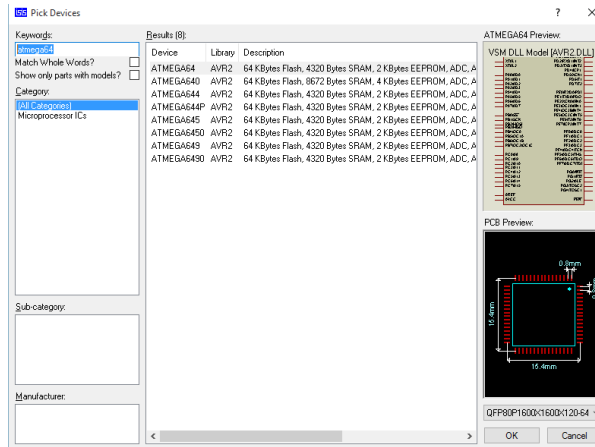 ISIS Pick Devices ? ×
Keywords:
atmega64
Match Whole Words?
Show only parts with models?
Category:
(All Categories)
Microprocessor ICs
Sub-category:
Manufacturer:
Results (8):
Device Library Description
ATMEGA64 AVR2 64 KBytes Flash, 4320 Bytes SRAM, 2 KBytes EEPROM, ADC, A
ATMEGA640 AVR2 64 KBytes Flash, 8672 Bytes SRAM, 4 KBytes EEPROM, ADC, A
ATMEGA644 AVR2 64 KBytes Flash, 4320 Bytes SRAM, 2 KBytes EEPROM, ADC, A
ATMEGA644P AVR2 64 KBytes Flash, 4320 Bytes SRAM, 2 KBytes EEPROM, ADC, A
ATMEGA645 AVR2 64 KBytes Flash, 4320 Bytes SRAM, 2 KBytes EEPROM, ADC, A
ATMEGA6450 AVR2 64 KBytes Flash, 4320 Bytes SRAM, 2 KBytes EEPROM, ADC, A
ATMEGA649 AVR2 64 KBytes Flash, 4320 Bytes SRAM, 2 KBytes EEPROM, ADC, A
ATMEGA6490 AVR2 64 KBytes Flash, 4320 Bytes SRAM, 2 KBytes EEPROM, ADC, A
ATMEGA64 Preview:
VSM DLL Model [AVR2.DLL]
PCB Preview:
0.8mm
15.4mm
15.4mm
QFP80P1600X1600X120-64
OK Cancel